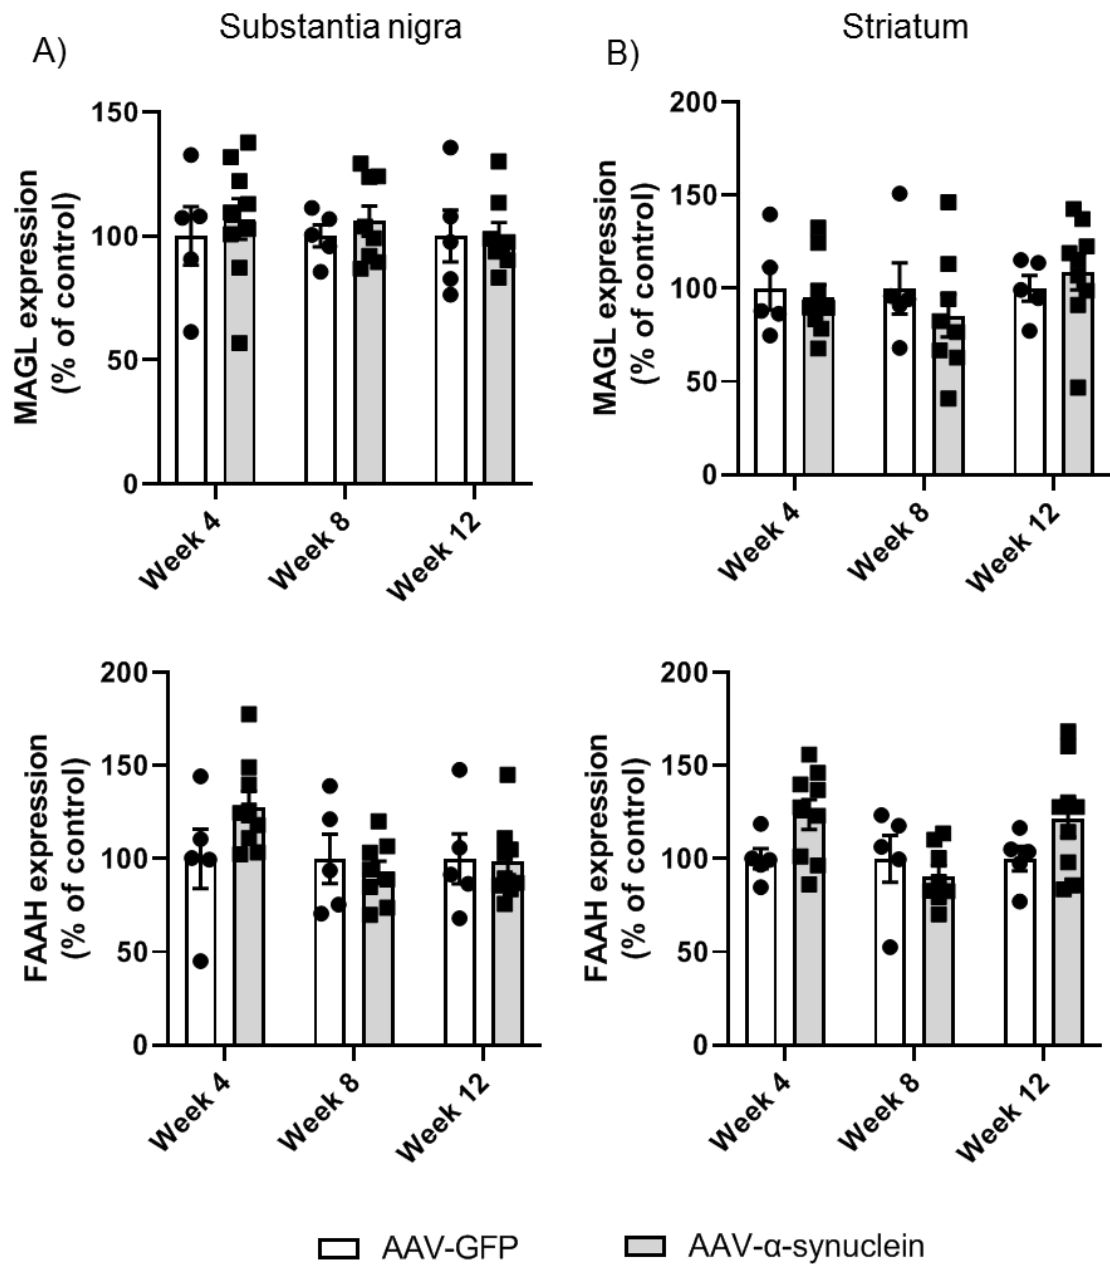 Substantia nigra
Striatum
A)
B)
MAGL expression
(% of control)
150
100
50
0
Week 4
Week 8
Week 12
MAGL expression
(% of control)
200
150
100
50
0
Week 4
Week 8
Week 12
FAAH expression
(% of control)
200
150
100
50
0
Week 4
Week 8
Week 12
FAAH expression
(% of control)
200
150
100
50
0
Week 4
Week 8
Week 12
AAV-GFP
AAV-α-synuclein